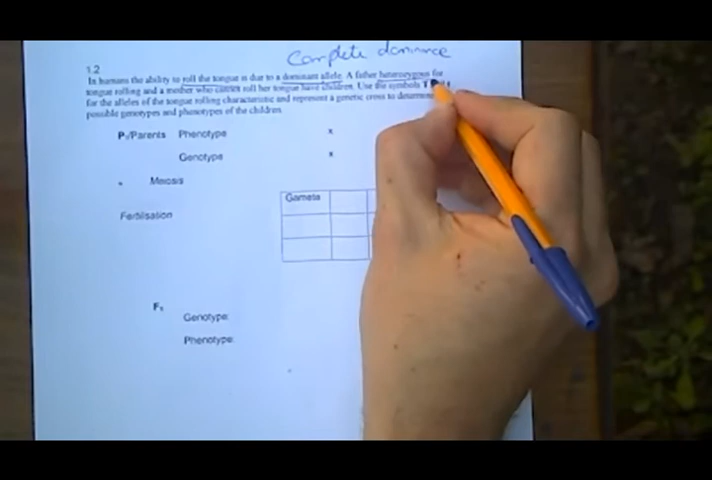 Complete dominance
1.2
In humans the ability to roll the tongue is due to a dominant allele. A father heterozygous for
tongue rolling and a mother who cannot roll her tongue have children. Use the symbols T
for the alleles of the tongue rolling characteristic and represent a genetic cross to determine
possible genotypes and phenotypes of the children
P₁/Parents Phenotype x
Genotype x
Meiosis
Gamete
Fertilisation
F₁
Genotype:
Phenotype: